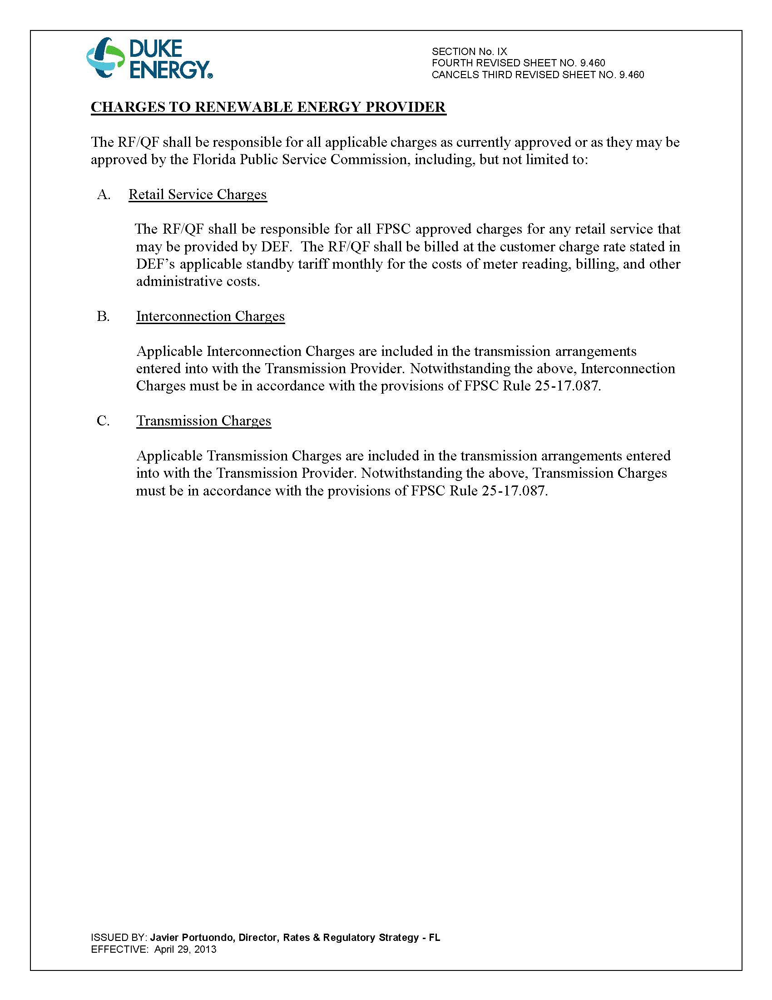 DUKE
ENERGY®
SECTION No. IX
FOURTH REVISED SHEET NO. 9.460
CANCELS THIRD REVISED SHEET NO. 9.460
CHARGES TO RENEWABLE ENERGY PROVIDER
The RF/QF shall be responsible for all applicable charges as currently approved or as they may be
approved by the Florida Public Service Commission, including, but not limited to:
A. Retail Service Charges
The RF/QF shall be responsible for all FPSC approved charges for any retail service that
may be provided by DEF. The RF/QF shall be billed at the customer charge rate stated in
DEF’s applicable standby tariff monthly for the costs of meter reading, billing, and other
administrative costs.
B. Interconnection Charges
Applicable Interconnection Charges are included in the transmission arrangements
entered into with the Transmission Provider. Notwithstanding the above, Interconnection
Charges must be in accordance with the provisions of FPSC Rule 25-17.087.
C. Transmission Charges
Applicable Transmission Charges are included in the transmission arrangements entered
into with the Transmission Provider. Notwithstanding the above, Transmission Charges
must be in accordance with the provisions of FPSC Rule 25-17.087.
ISSUED BY: Javier Portuondo, Director, Rates & Regulatory Strategy - FL
EFFECTIVE: April 29, 2013